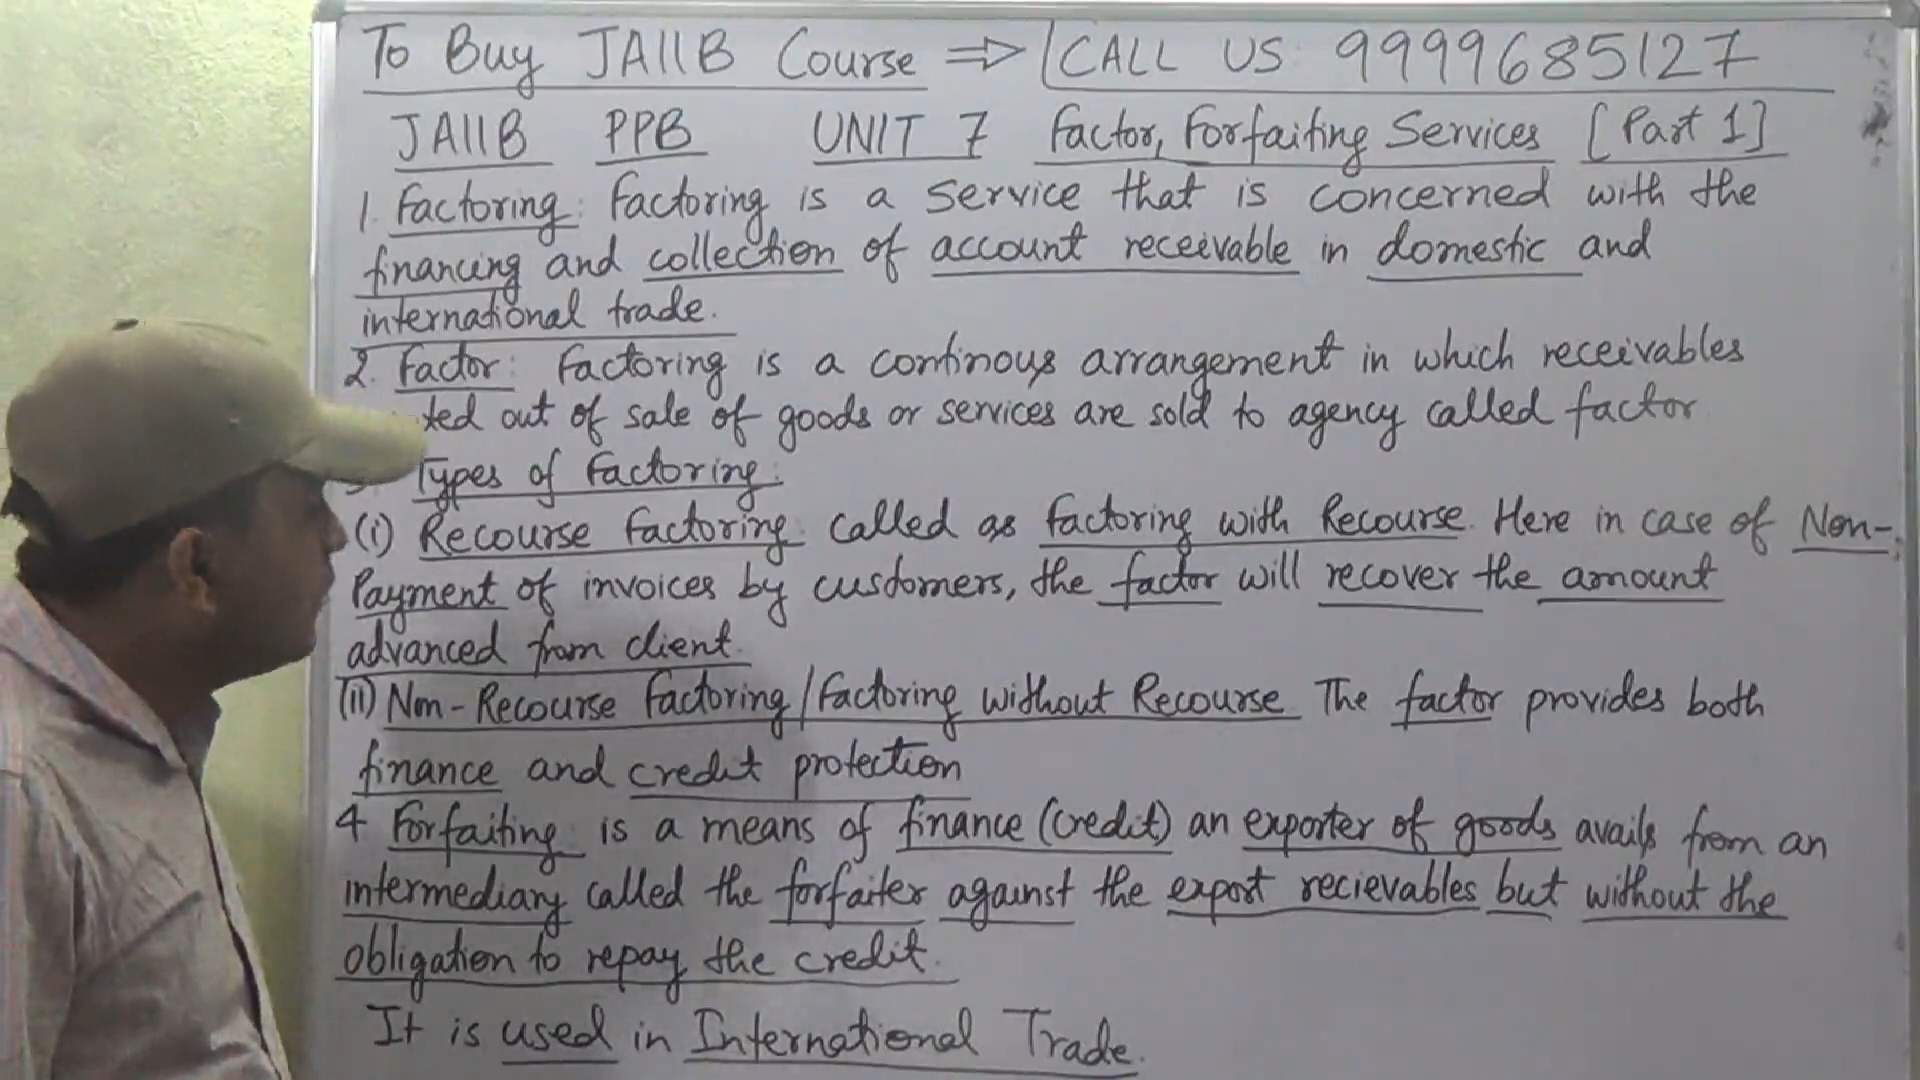 To Buy JAIIB Course ⇒ CALL US 9999685127
JAIIB PPB UNIT 7 Factor, Forfaiting Services [Part 1]
1. Factoring: Factoring is a service that is concerned with the
financing and collection of account receivable in domestic and
international trade.
2. Factor: Factoring is a continous arrangement in which receivables
out of sale of goods or services are sold to agency called factor
Types of Factoring:
(i) Recourse Factoring: called as factoring with Recourse. Here in case of Non-
Payment of invoices by customers, the factor will recover the amount
advanced from client.
(ii) Non-Recourse Factoring/Factoring without Recourse The factor provides both
finance and credit protection
4 Forfaiting: is a means of finance (credit) an exporter of goods avails from an
intermediary called the forfaiter against the export recievables but without the
obligation to repay the credit.
It is used in International Trade.